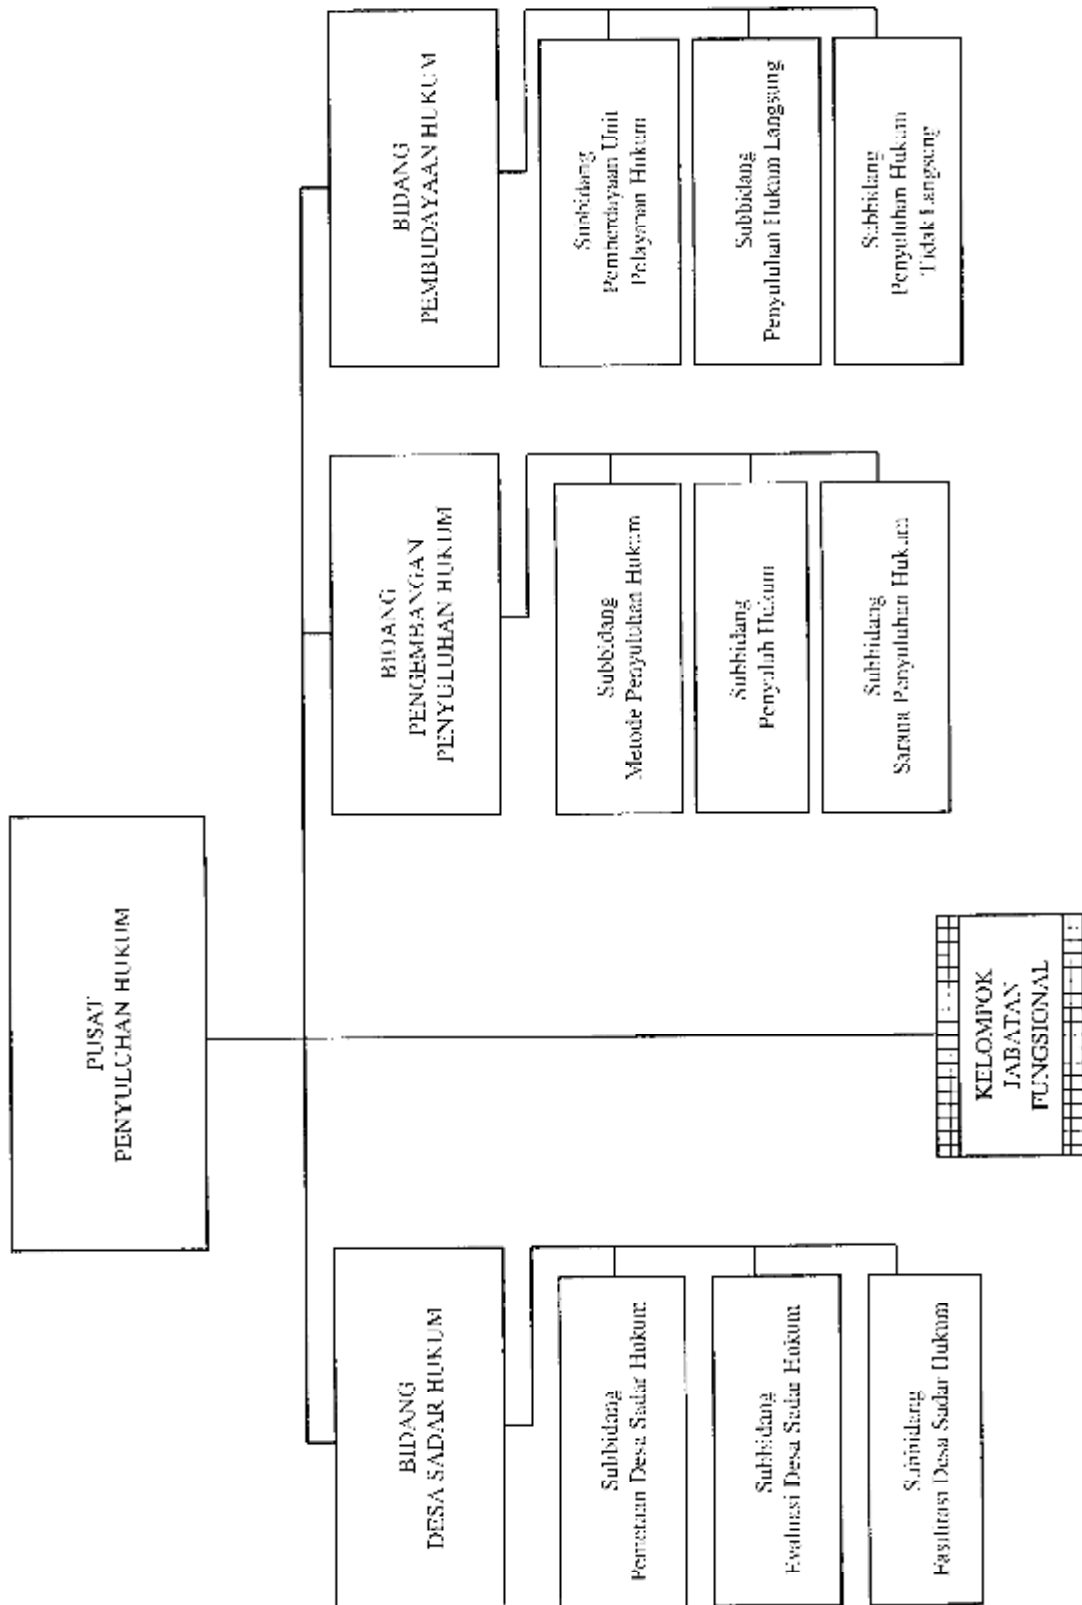 PUSAT
PENYULUHAN HUKUM
BIDANG
DESA SADAR HUKUM
Subbidang
Pemetaan Desa Sadar Hukum
Subbidang
Evaluasi Desa Sadar Hukum
Subbidang
Fasilitasi Desa Sadar Hukum
BIDANG
PENGEMBANGAN
PENYULUHAN HUKUM
Subbidang
Metode Penyuluhan Hukum
Subbidang
Penyuluh Hukum
Subbidang
Sarana Penyuluhan Hukum
BIDANG
PEMBUDAYAAN HUKUM
Subbidang
Pemberdayaan Unit
Pelayanan Hukum
Subbidang
Penyuluhan Hukum Langsung
Subbidang
Penyuluhan Hukum
Tidak Langsung
KELOMPOK
JABATAN
FUNGSIONAL